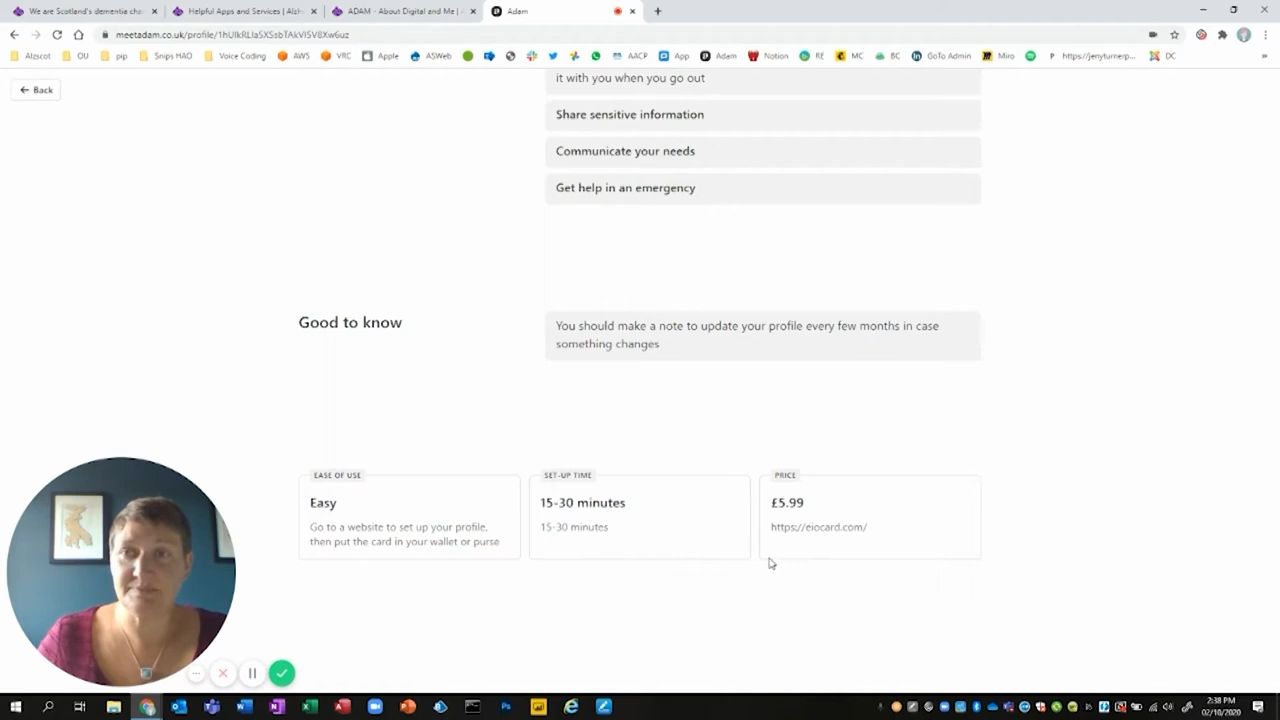 We are Scotland's dementia cha
Helpful Apps and Services | Alzh
ADAM - About Digital and Me | A
Adam
meetadam.co.uk/profile/
Alzscot
OU
pip
Snips HAO
Voice Coding
AWS
VRC
Apple
ASWeb
AACP
App
Adam
Notion
RE
MC
BC
GoTo Admin
Miro
https://jenyturnerp...
DC
Back
it with you when you go out
Share sensitive information
Communicate your needs
Get help in an emergency
Good to know
You should make a note to update your profile every few months in case
something changes
EASE OF USE
Easy
Go to a website to set up your profile,
then put the card in your wallet or purse
SET-UP TIME
15-30 minutes
15-30 minutes
PRICE
£5.99
https://eiocard.com/
2:38 PM
02/10/2020